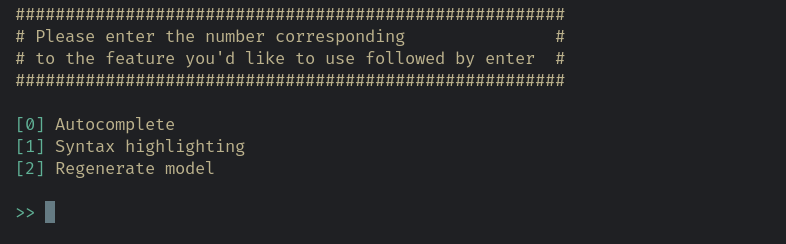 #######################################################
# Please enter the number corresponding               #
# to the feature you'd like to use followed by enter  #
#######################################################
[0] Autocomplete
[1] Syntax highlighting
[2] Regenerate model
>>